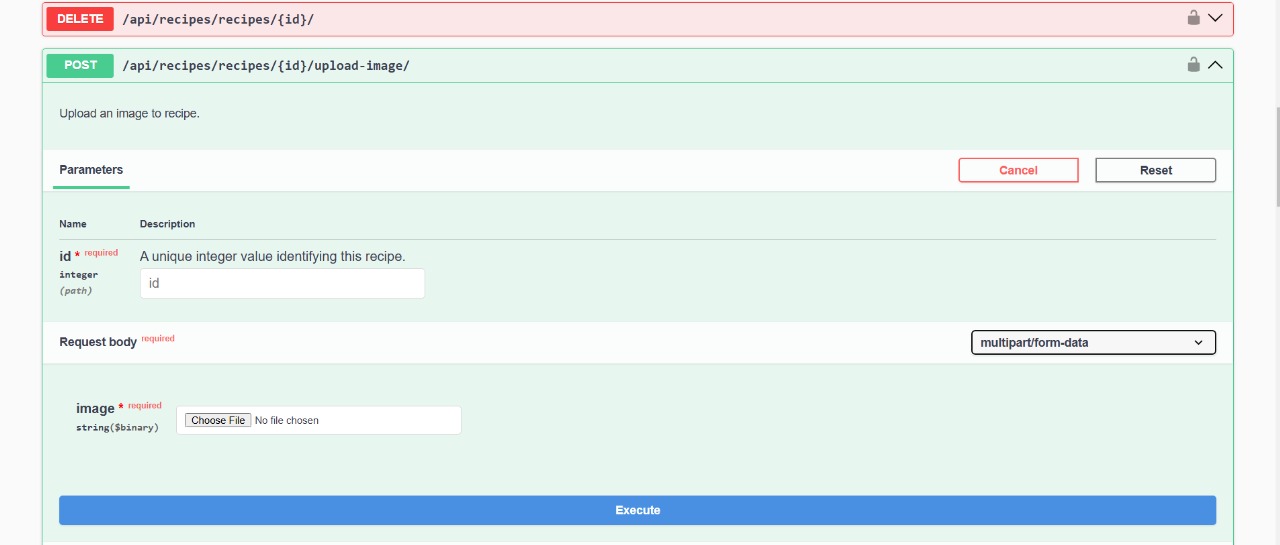 DELETE /api/recipes/recipes/{id}/
POST /api/recipes/recipes/{id}/upload-image/
Upload an image to recipe.
Parameters
Cancel
Reset
Name Description
id * required
integer
(path)
A unique integer value identifying this recipe.
id
Request body required
multipart/form-data
image * required
string($binary)
Choose File No file chosen
Execute